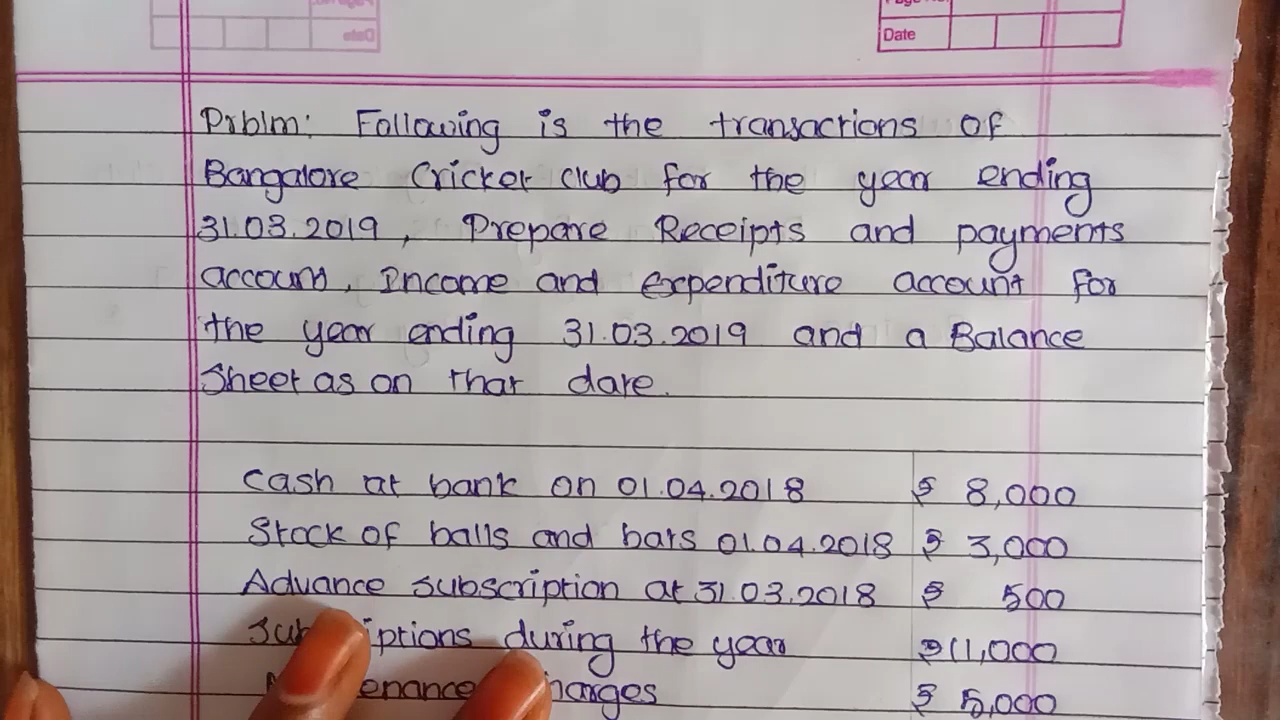 Date
Prblm: Following is the transactions of
Bangalore Cricket club for the year ending
31.03.2019, Prepare Receipts and payments
account, Income and expenditure account for
the year ending 31.03.2019 and a Balance
Sheet as on that date.
Cash at bank on 01.04.2018 ₹ 8,000
Stock of balls and bats 01.04.2018 ₹ 3,000
Advance subscription at 31.03.2018 ₹ 500
iptions during the year ₹ 11,000
enance harges ₹ 5,000